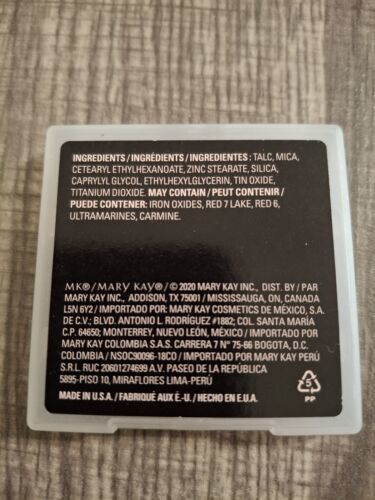 INGREDIENTS / INGRÉDIENTS / INGREDIENTES : TALC, MICA,
CETEARYL ETHYLHEXANOATE, ZINC STEARATE, SILICA,
CAPRYLYL GLYCOL, ETHYLHEXYLGLYCERIN, TIN OXIDE,
TITANIUM DIOXIDE. MAY CONTAIN / PEUT CONTENIR /
PUEDE CONTENER: IRON OXIDES, RED 7 LAKE, RED 6,
ULTRAMARINES, CARMINE.
MK® / MARY KAY® / © 2020 MARY KAY INC., DIST. BY / PAR
MARY KAY INC., ADDISON, TX 75001 / MISSISSAUGA, ON, CANADA
L5N 6Y2 / IMPORTADO POR: MARY KAY COSMETICS DE MÉXICO, S.A.
DE C.V.; BLVD. ANTONIO L. RODRÍGUEZ #1882; COL. SANTA MARÍA
C.P. 64650; MONTERREY, NUEVO LEÓN, MÉXICO / IMPORTADO POR
MARY KAY COLOMBIA S.A.S. CARRERA 7 N° 75-66 BOGOTA, D.C.
COLOMBIA / NSOC90096-18CO / IMPORTADO POR MARY KAY PERÚ
S.R.L. RUC 20601274699 A.V. PASEO DE LA REPÚBLICA
5895-PISO 10, MIRAFLORES LIMA-PERÚ
MADE IN U.S.A. / FABRIQUÉ AUX É.-U. / HECHO EN E.U.A.
5
PP